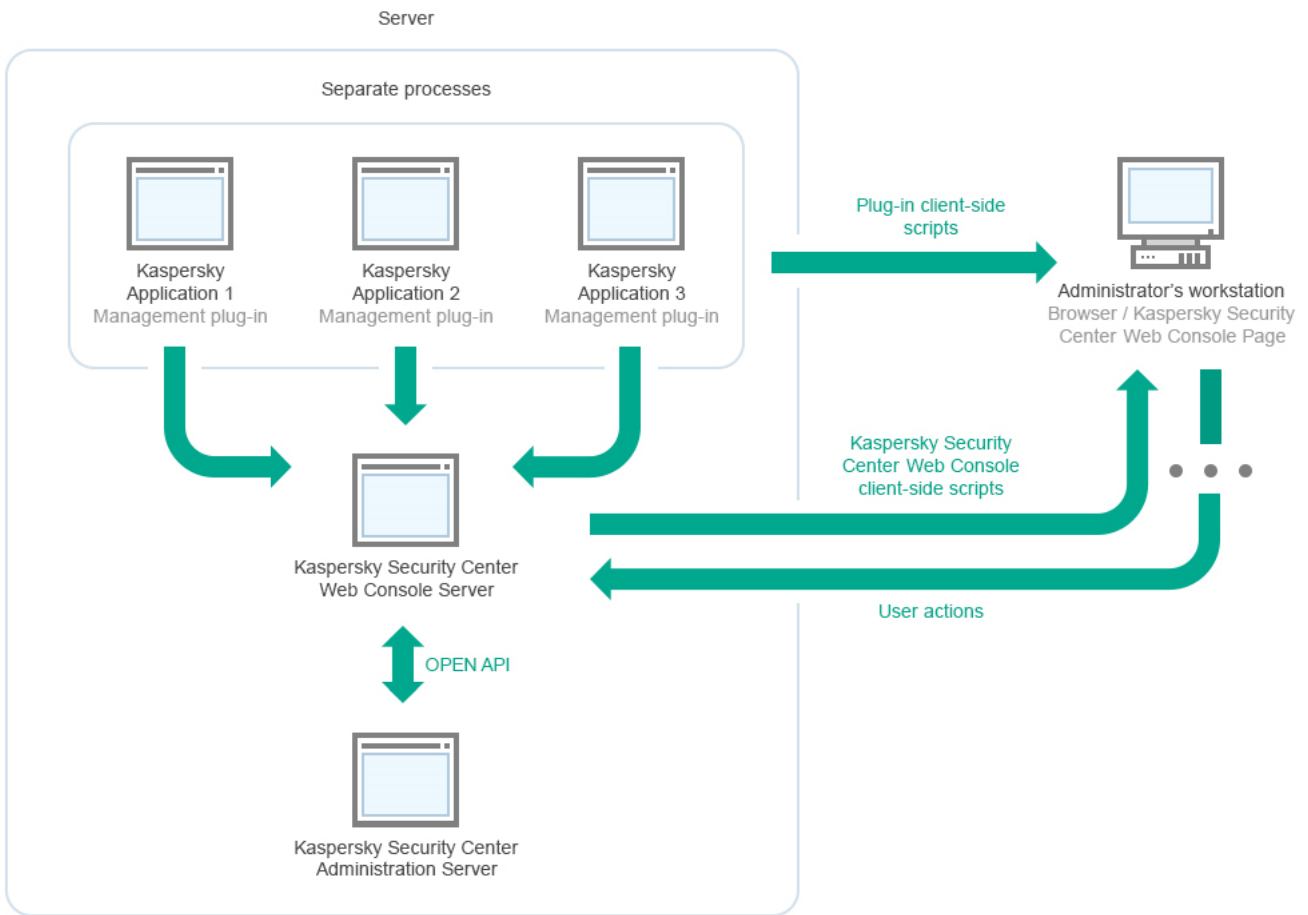 Server
Separate processes
Kaspersky
Application 1
Management plug-in
Kaspersky
Application 2
Management plug-in
Kaspersky
Application 3
Management plug-in
Plug-in client-side
scripts
Administrator's workstation
Browser / Kaspersky Security
Center Web Console Page
Kaspersky Security
Center Web Console
client-side scripts
Kaspersky Security Center
Web Console Server
User actions
OPEN API
Kaspersky Security Center
Administration Server